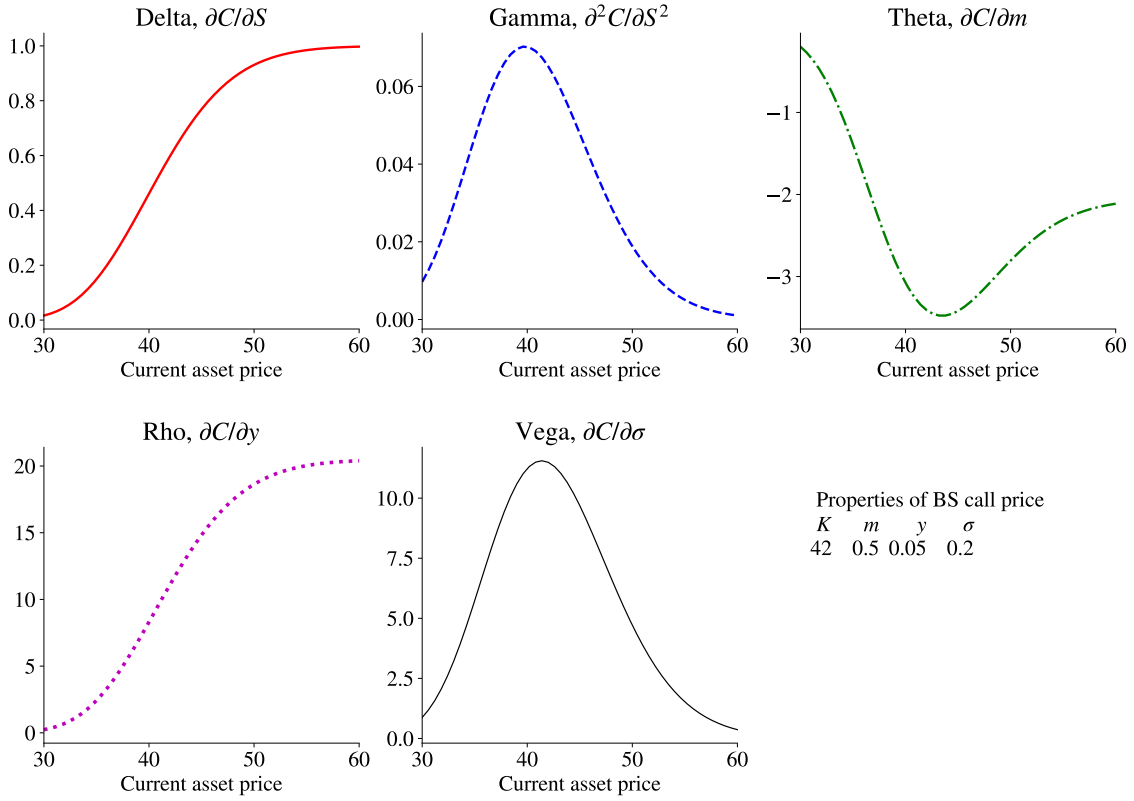 Delta, ∂C/∂S
1.0
0.8
0.6
0.4
0.2
0.0
30 40 50 60
Current asset price
Gamma, ∂²C/∂S²
0.06
0.04
0.02
0.00
30 40 50 60
Current asset price
Theta, ∂C/∂m
−1
−2
−3
30 40 50 60
Current asset price
Rho, ∂C/∂y
20
15
10
5
0
30 40 50 60
Current asset price
Vega, ∂C/∂σ
10.0
7.5
5.0
2.5
0.0
30 40 50 60
Current asset price
Properties of BS call price
K m y σ
42 0.5 0.05 0.2